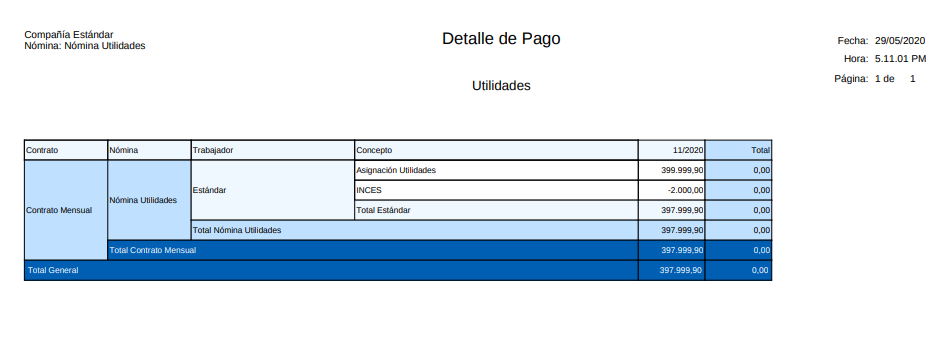 Compañía Estándar
Nómina: Nómina Utilidades
Detalle de Pago
Utilidades
Fecha: 29/05/2020
Hora: 5.11.01 PM
Página: 1 de 1
Contrato Nómina Trabajador Concepto 11/2020 Total
Contrato Mensual Nómina Utilidades Estándar Asignación Utilidades 399.999,90 0,00
INCES -2.000,00 0,00
Total Estándar 397.999,90 0,00
Total Nómina Utilidades 397.999,90 0,00
Total Contrato Mensual 397.999,90 0,00
Total General 397.999,90 0,00